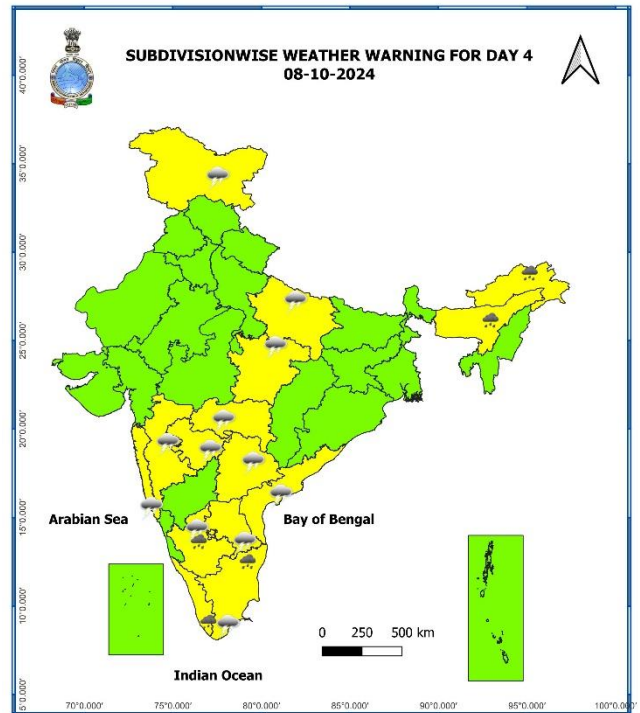 SUBDIVISIONWISE WEATHER WARNING FOR DAY 4
08-10-2024
40°0.000'
35°0.000'
30°0.000'
25°0.000'
20°0.000'
15°0.000'
10°0.000'
5°0.000'
Arabian Sea
Bay of Bengal
0 250 500 km
Indian Ocean
70°0.000' 75°0.000' 80°0.000' 85°0.000' 90°0.000' 95°0.000' 100°0.000'